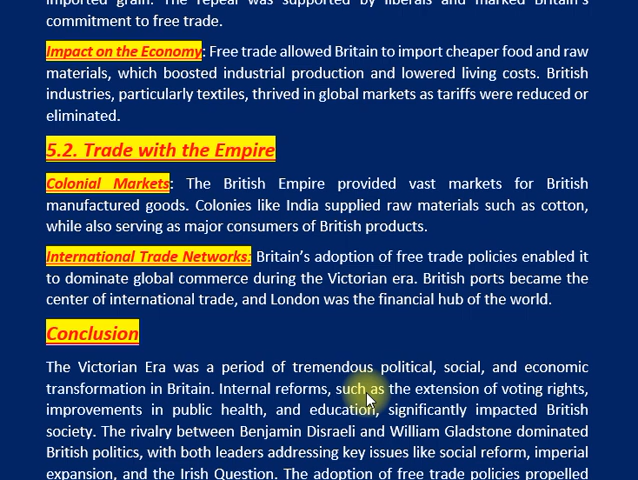 imported grain. The repeal was supported by liberals and marked Britain's
commitment to free trade.
Impact on the Economy: Free trade allowed Britain to import cheaper food and raw
materials, which boosted industrial production and lowered living costs. British
industries, particularly textiles, thrived in global markets as tariffs were reduced or
eliminated.
5.2. Trade with the Empire
Colonial Markets: The British Empire provided vast markets for British
manufactured goods. Colonies like India supplied raw materials such as cotton,
while also serving as major consumers of British products.
International Trade Networks: Britain’s adoption of free trade policies enabled it
to dominate global commerce during the Victorian era. British ports became the
center of international trade, and London was the financial hub of the world.
Conclusion
The Victorian Era was a period of tremendous political, social, and economic
transformation in Britain. Internal reforms, such as the extension of voting rights,
improvements in public health, and education, significantly impacted British
society. The rivalry between Benjamin Disraeli and William Gladstone dominated
British politics, with both leaders addressing key issues like social reform, imperial
expansion, and the Irish Question. The adoption of free trade policies propelled